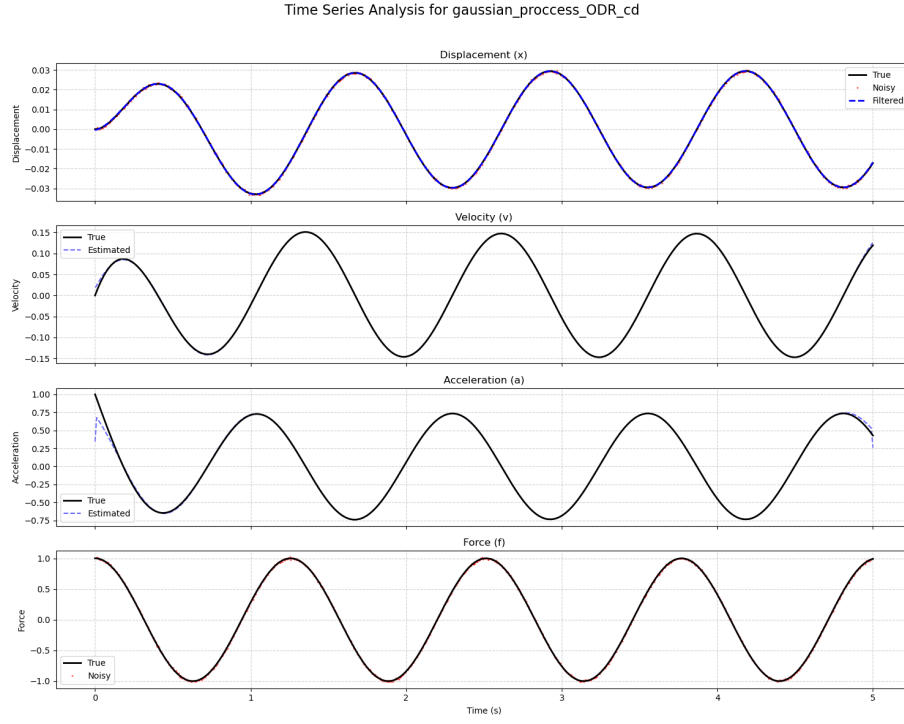 Time Series Analysis for gaussian_proccess_ODR_cd
Displacement (x)
Displacement
0.03
0.02
0.01
0.00
−0.01
−0.02
−0.03
True
Noisy
Filtered
Velocity (v)
Velocity
0.15
0.10
0.05
0.00
−0.05
−0.10
−0.15
True
Estimated
Acceleration (a)
Acceleration
1.00
0.75
0.50
0.25
0.00
−0.25
−0.50
−0.75
True
Estimated
Force (f)
Force
1.0
0.5
0.0
−0.5
−1.0
True
Noisy
0 1 2 3 4 5
Time (s)